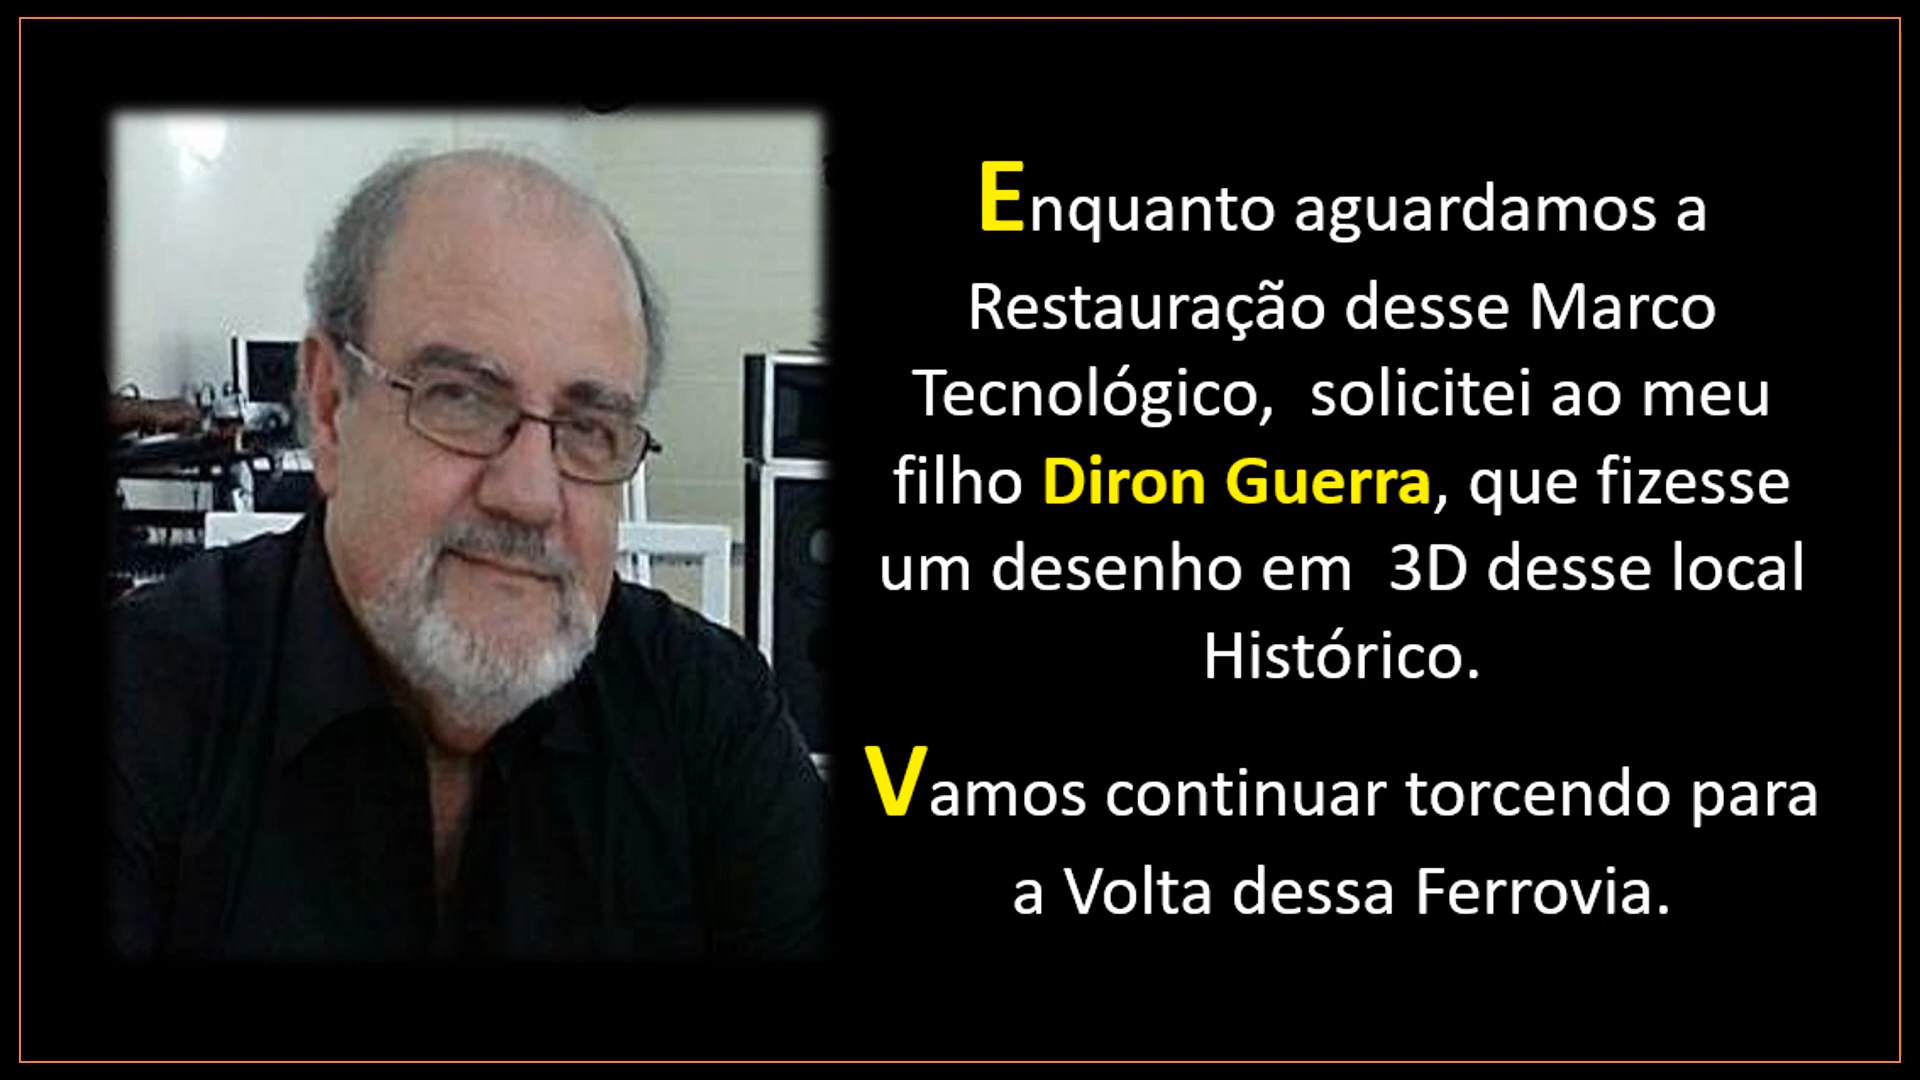 Enquanto aguardamos a
Restauração desse Marco
Tecnológico, solicitei ao meu
filho Diron Guerra, que fizesse
um desenho em 3D desse local
Histórico.
Vamos continuar torcendo para
a Volta dessa Ferrovia.